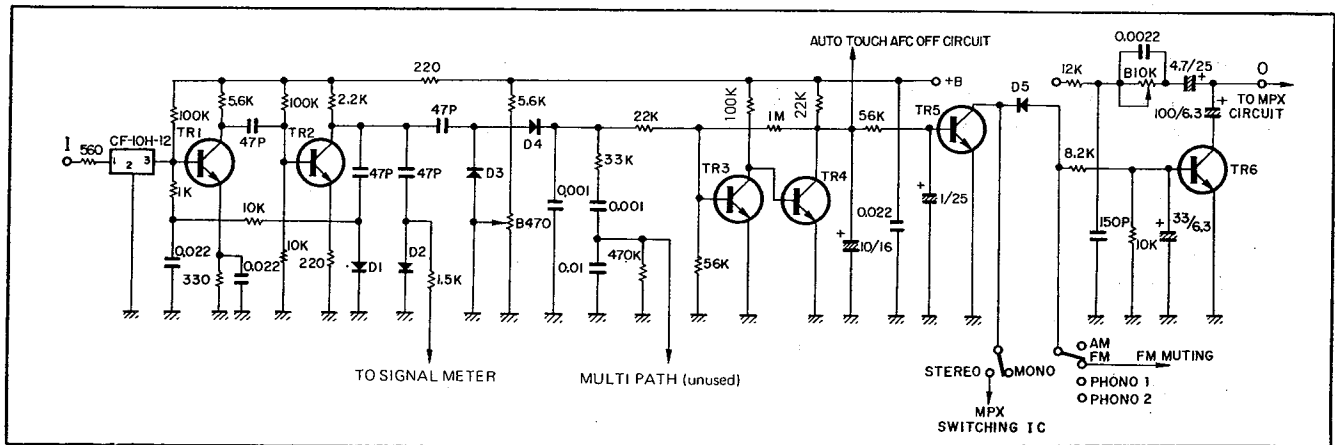 AUTO TOUCH AFC OFF CIRCUIT
0.0022
220
+B
12K
B10K
4.7/25
O
TO MPX
CIRCUIT
100K
5.6K
100K
2.2K
47P
5.6K
100K
22K
D5
100/6.3
I
560
CF-10H-12
1
2
3
TR1
47P
TR2
D4
22K
1M
56K
TR5
TR3
TR4
8.2K
TR6
1K
47P
47P
D3
33K
10K
B470
0.001
0.001
0.022
1/25
150P
10K
33/6.3
0.022
330
0.022
10K
220
D1
D2
1.5K
0.01
470K
56K
10/16
TO SIGNAL METER
MULTI PATH (unused)
STEREO
MONO
MPX
SWITCHING IC
AM
FM
FM MUTING
PHONO 1
PHONO 2